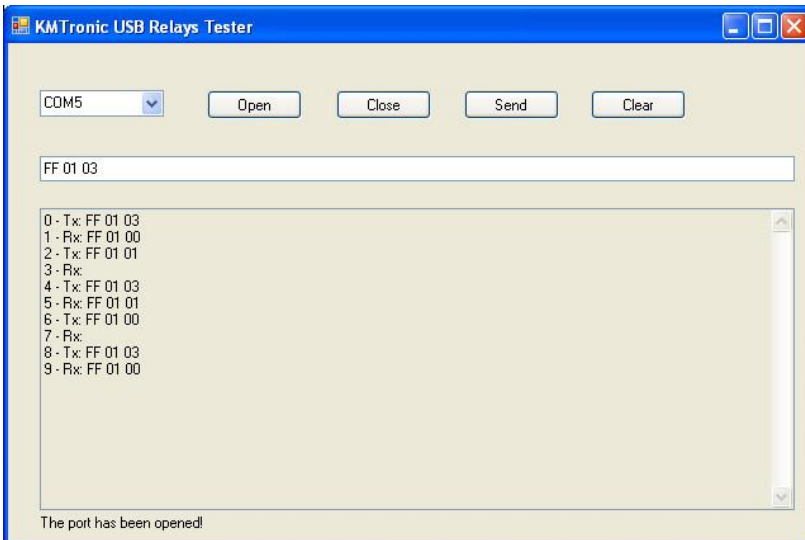 KMTronic USB Relays Tester
COM5 Open Close Send Clear
FF 01 03
0 - Tx: FF 01 03
1 - Rx: FF 01 00
2 - Tx: FF 01 01
3 - Rx:
4 - Tx: FF 01 03
5 - Rx: FF 01 01
6 - Tx: FF 01 00
7 - Rx:
8 - Tx: FF 01 03
9 - Rx: FF 01 00
The port has been opened!